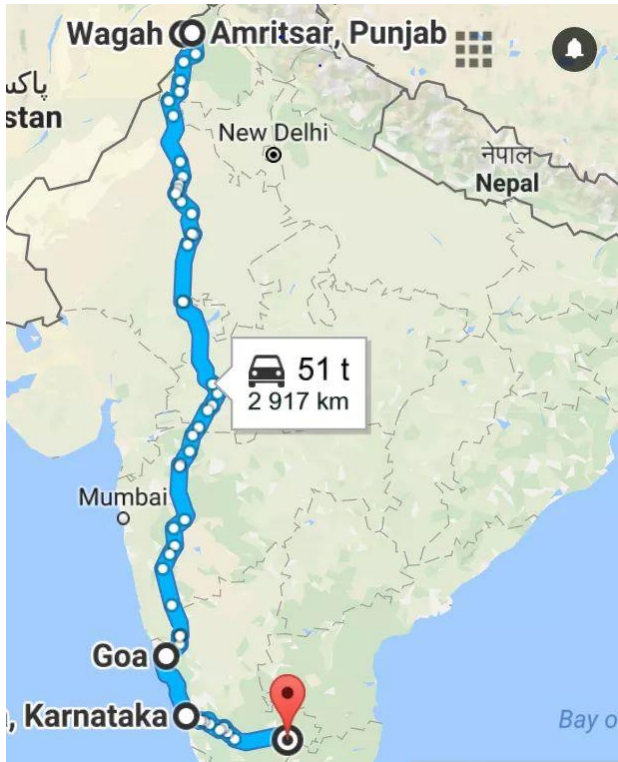 Wagah
Amritsar, Punjab
پاکس
stan
New Delhi
नेपाल
Nepal
51 t
2 917 km
Mumbai
Goa
, Karnataka
Bay o